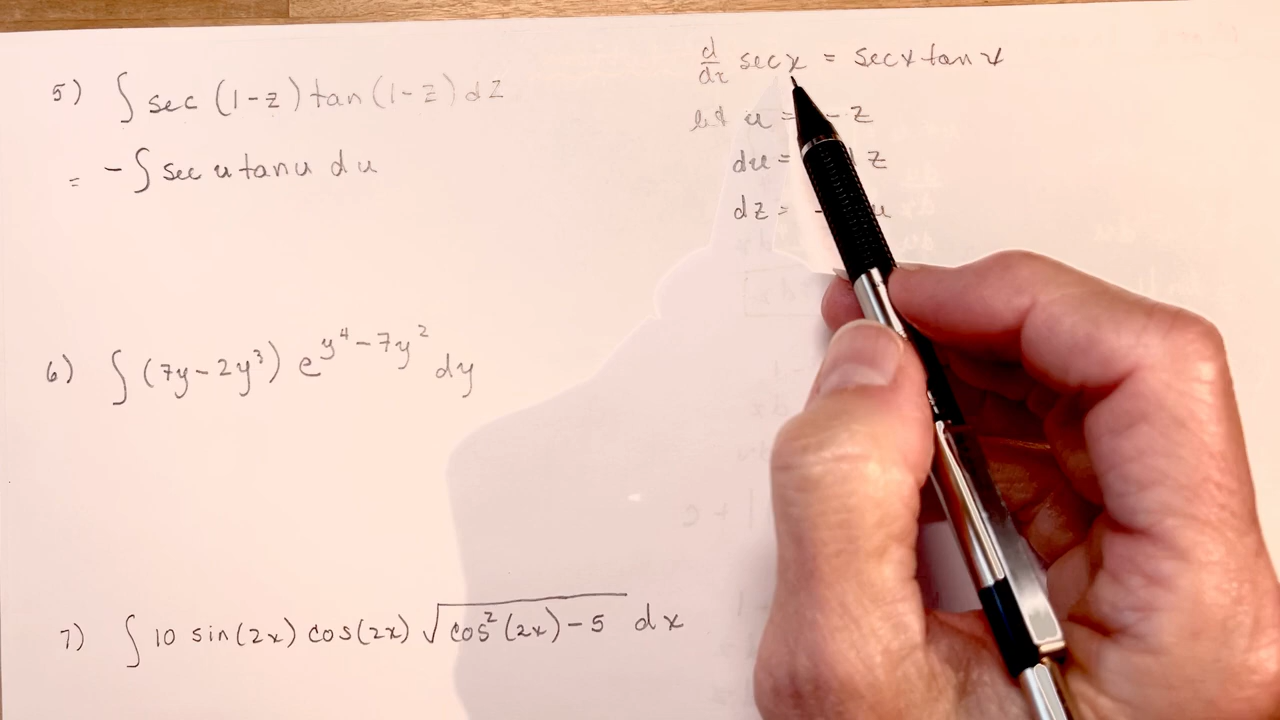 5) ∫ sec (1-z) tan (1-z) dz
= -∫ sec u tan u du
d/dx sec x = sec x tan x
let u = - z
du = z
dz = - u
6) ∫ (7y - 2y³) e^(y⁴ - 7y²) dy
+ c
7) ∫ 10 sin(2x) cos(2x) √(cos²(2x) - 5) dx